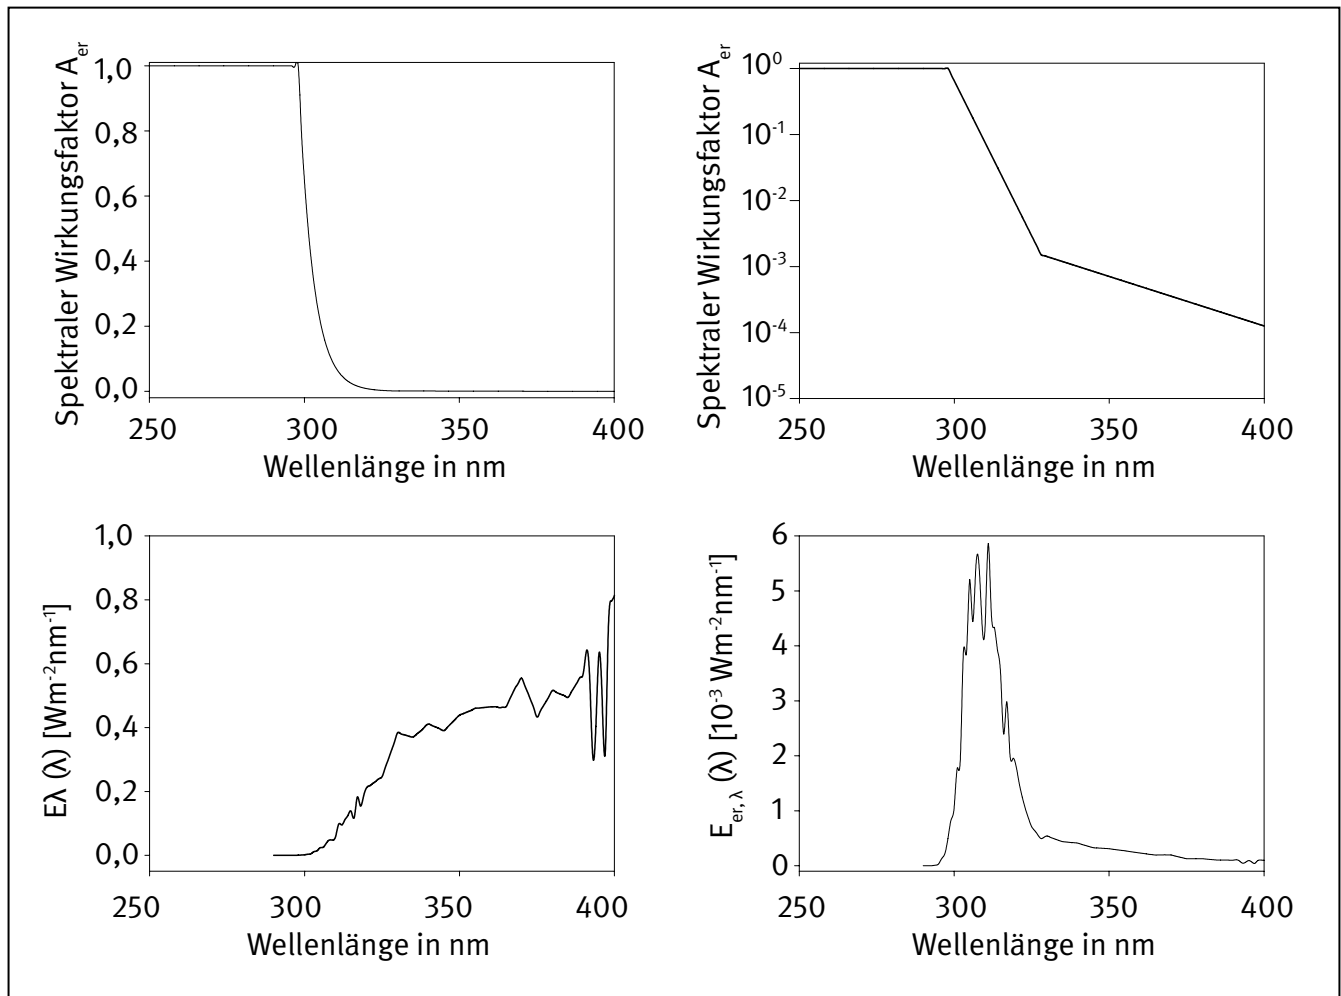 Spektraler Wirkungsfaktor A_er
1,0
0,8
0,6
0,4
0,2
0,0
250 300 350 400
Wellenlänge in nm
Spektraler Wirkungsfaktor A_er
10^0
10^-1
10^-2
10^-3
10^-4
10^-5
250 300 350 400
Wellenlänge in nm
Eλ (λ) [Wm^-2nm^-1]
1,0
0,8
0,6
0,4
0,2
0,0
250 300 350 400
Wellenlänge in nm
E_er, λ (λ) [10^-3 Wm^-2nm^-1]
6
5
4
3
2
1
0
250 300 350 400
Wellenlänge in nm